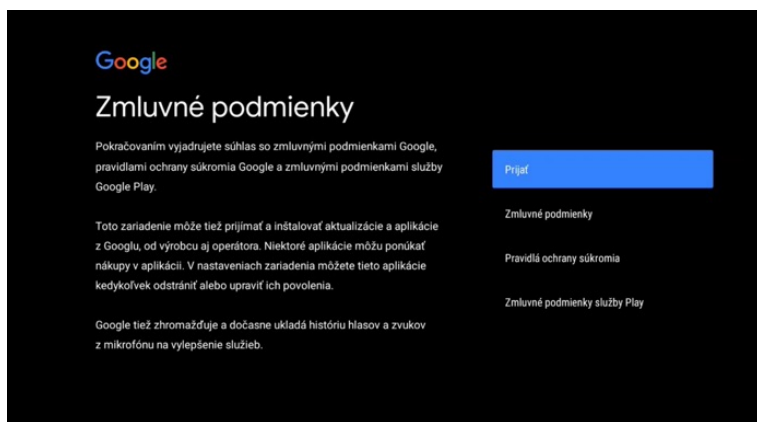 Google
Zmluvné podmienky
Pokračovaním vyjadrujete súhlas so zmluvnými podmienkami Google,
pravidlami ochrany súkromia Google a zmluvnými podmienkami služby
Google Play.
Toto zariadenie môže tiež prijímať a inštalovať aktualizácie a aplikácie
z Googlu, od výrobcu aj operátora. Niektoré aplikácie môžu ponúkať
nákupy v aplikácii. V nastaveniach zariadenia môžete tieto aplikácie
kedykoľvek odstrániť alebo upraviť ich povolenia.
Google tiež zhromažďuje a dočasne ukladá históriu hlasov a zvukov
z mikrofónu na vylepšenie služieb.
Prijať
Zmluvné podmienky
Pravidlá ochrany súkromia
Zmluvné podmienky služby Play